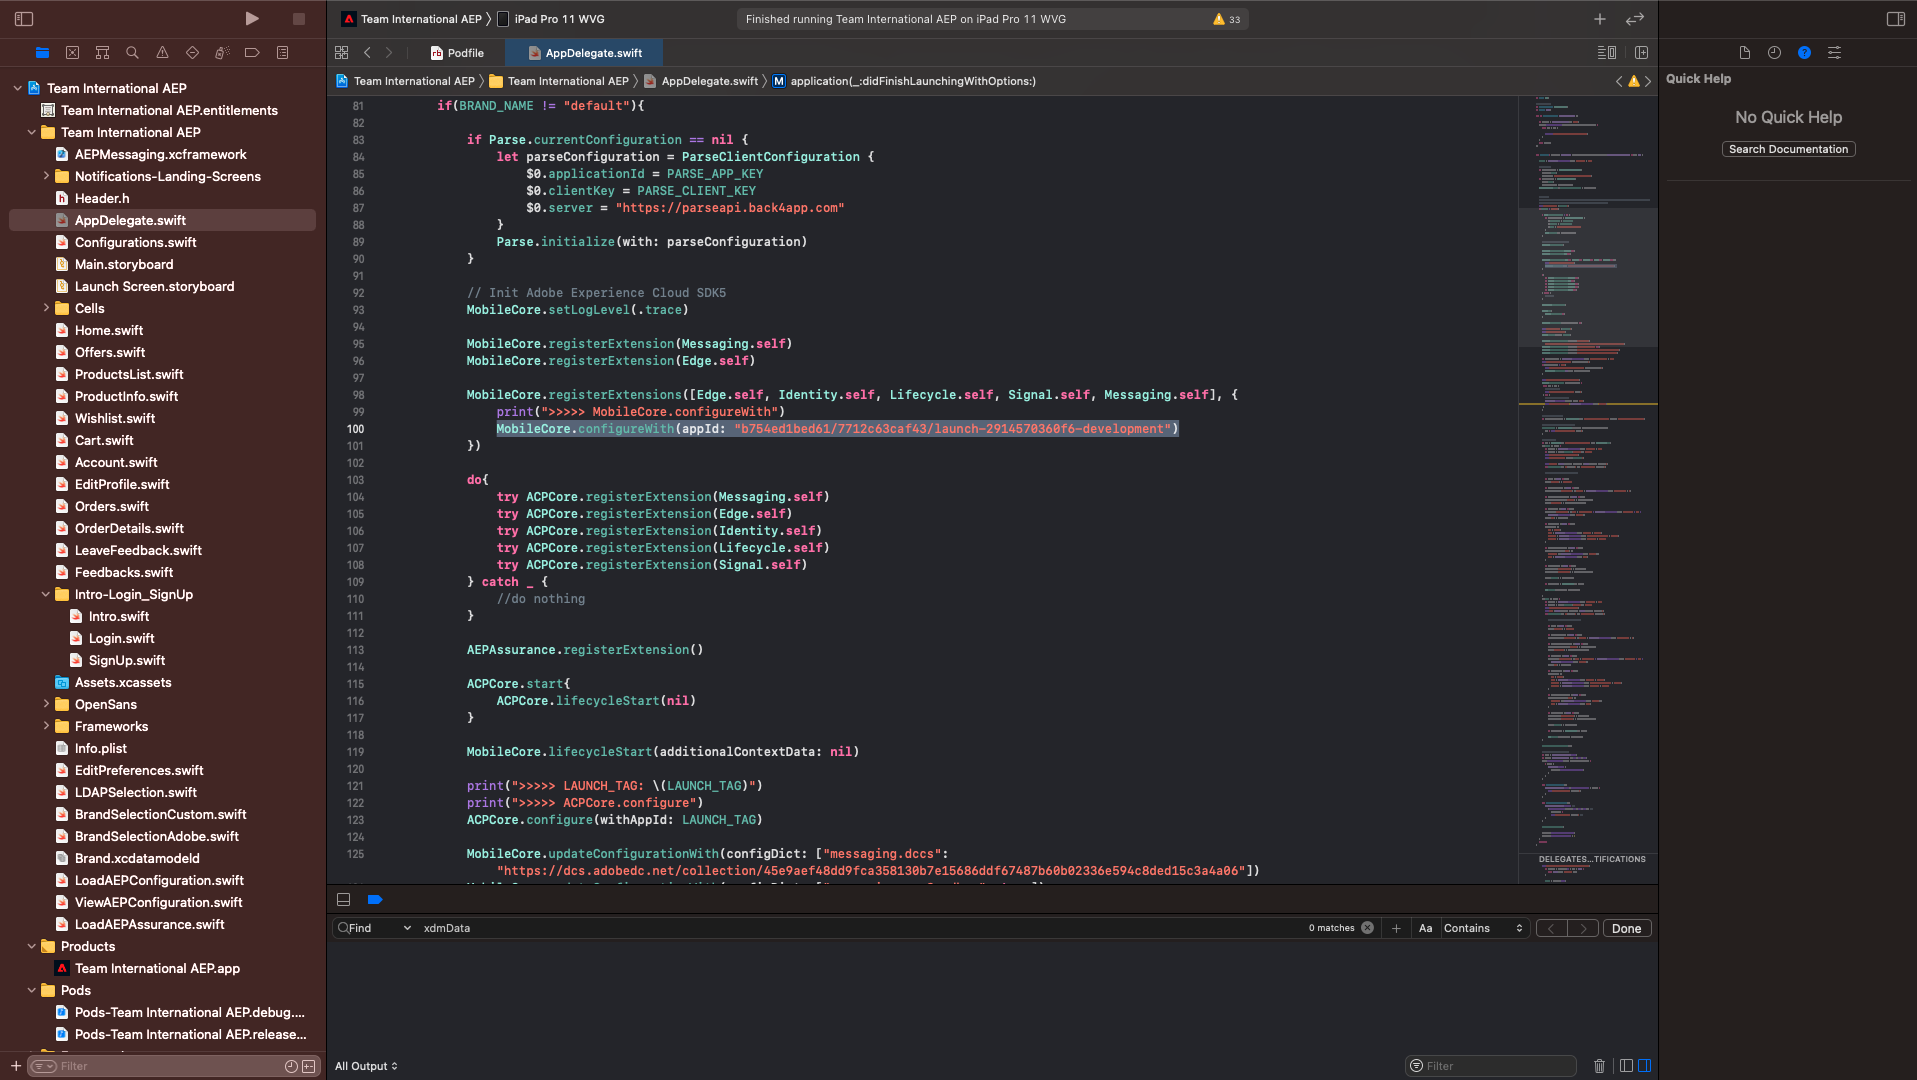 Team International AEP
iPad Pro 11 WVG
Finished running Team International AEP on iPad Pro 11 WVG
33
Podfile
AppDelegate.swift
Team International AEP
Team International AEP
AppDelegate.swift
M
application(_:didFinishLaunchingWithOptions:)
Team International AEP
Team International AEP.entitlements
Team International AEP
AEPMessaging.xcframework
Notifications-Landing-Screens
Header.h
AppDelegate.swift
Configurations.swift
Main.storyboard
Launch Screen.storyboard
Cells
Home.swift
Offers.swift
ProductsList.swift
ProductInfo.swift
Wishlist.swift
Cart.swift
Account.swift
EditProfile.swift
Orders.swift
OrderDetails.swift
LeaveFeedback.swift
Feedbacks.swift
Intro-Login_SignUp
Intro.swift
Login.swift
SignUp.swift
Assets.xcassets
OpenSans
Frameworks
Info.plist
EditPreferences.swift
LDAPSelection.swift
BrandSelectionCustom.swift
BrandSelectionAdobe.swift
Brand.xcdatamodeld
LoadAEPConfiguration.swift
ViewAEPConfiguration.swift
LoadAEPAssurance.swift
Products
Team International AEP.app
Pods
Pods-Team International AEP.debug....
Pods-Team International AEP.release...
Filter
81 if(BRAND_NAME != "default"){
82
83 if Parse.currentConfiguration == nil {
84 let parseConfiguration = ParseClientConfiguration {
85 $0.applicationId = PARSE_APP_KEY
86 $0.clientKey = PARSE_CLIENT_KEY
87 $0.server = "https://parseapi.back4app.com"
88 }
89 Parse.initialize(with: parseConfiguration)
90 }
91
92 // Init Adobe Experience Cloud SDK5
93 MobileCore.setLogLevel(.trace)
94
95 MobileCore.registerExtension(Messaging.self)
96 MobileCore.registerExtension(Edge.self)
97
98 MobileCore.registerExtensions([Edge.self, Identity.self, Lifecycle.self, Signal.self, Messaging.self], {
99 print(">>>>> MobileCore.configureWith")
100 MobileCore.configureWith(appId: "b754ed1bed61/7712c63caf43/launch-2914570360f6-development")
101 })
102
103 do{
104 try ACPCore.registerExtension(Messaging.self)
105 try ACPCore.registerExtension(Edge.self)
106 try ACPCore.registerExtension(Identity.self)
107 try ACPCore.registerExtension(Lifecycle.self)
108 try ACPCore.registerExtension(Signal.self)
109 } catch _ {
110 //do nothing
111 }
112
113 AEPAssurance.registerExtension()
114
115 ACPCore.start{
116 ACPCore.lifecycleStart(nil)
117 }
118
119 MobileCore.lifecycleStart(additionalContextData: nil)
120
121 print(">>>>> LAUNCH_TAG: \(LAUNCH_TAG)")
122 print(">>>>> ACPCore.configure")
123 ACPCore.configure(withAppId: LAUNCH_TAG)
124
125 MobileCore.updateConfigurationWith(configDict: ["messaging.dccs":
"https://dcs.adobedc.net/collection/45e9aef48dd9fca358130b7e15686ddf67487b60b02336e594c8ded15c3a4a06"])
DELEGATES...TIFICATIONS
Find
xdmData
0 matches
Aa
Contains
Done
All Output
Filter
Quick Help
No Quick Help
Search Documentation